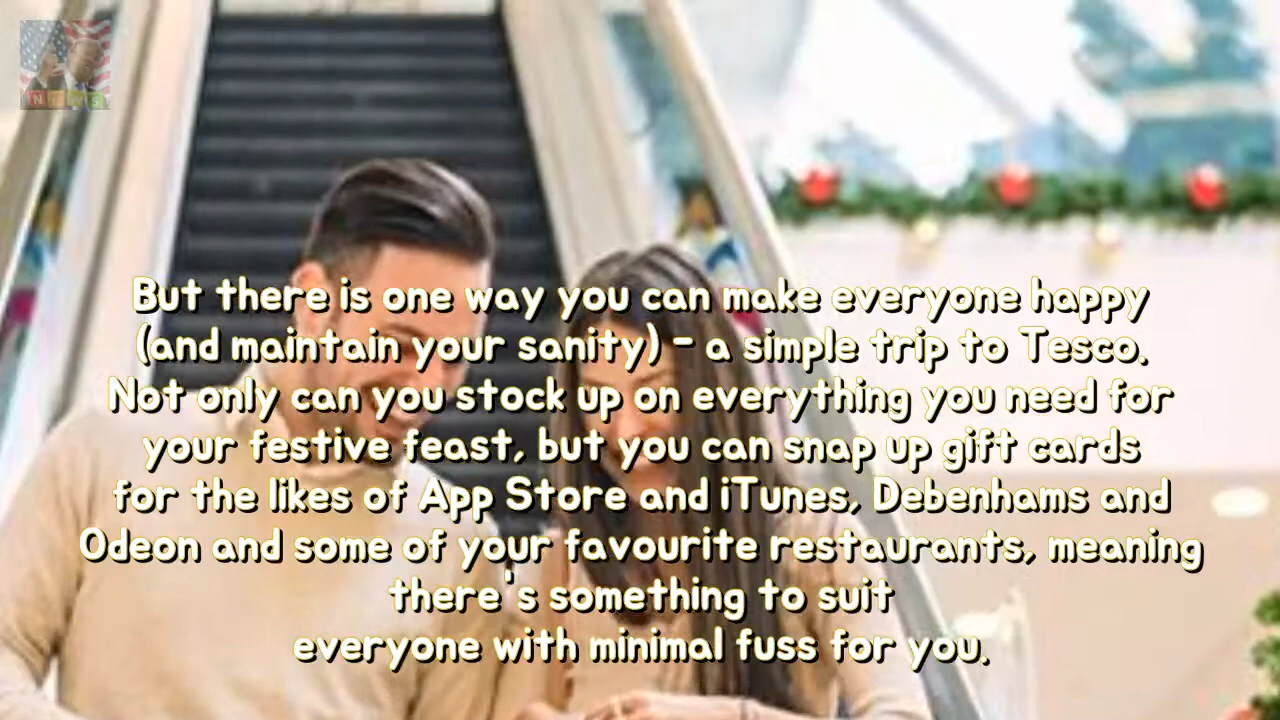 NEWS
But there is one way you can make everyone happy
(and maintain your sanity) - a simple trip to Tesco.
Not only can you stock up on everything you need for
your festive feast, but you can snap up gift cards
for the likes of App Store and iTunes, Debenhams and
Odeon and some of your favourite restaurants, meaning
there's something to suit
everyone with minimal fuss for you.